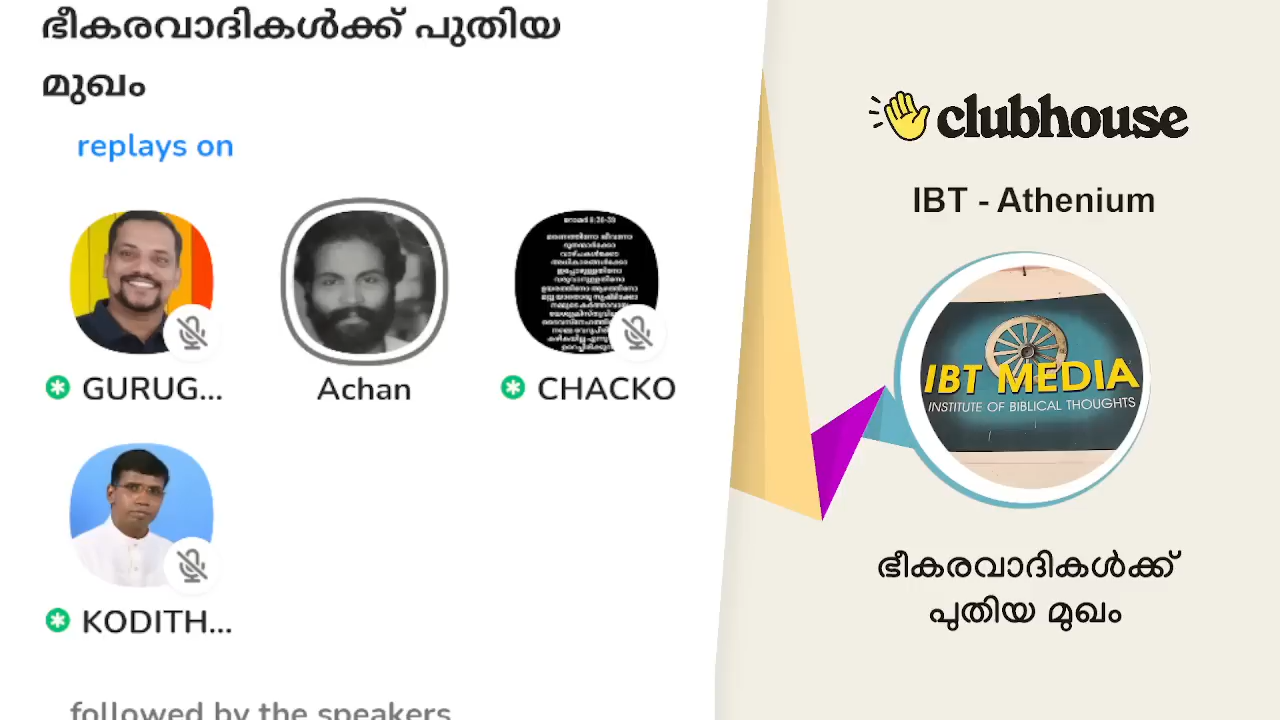 ഭീകരവാദികൾക്ക് പുതിയ
മുഖം
replays on
GURUG...
Achan
CHACKO
KODITH...
followed by the speakers
clubhouse
IBT - Athenium
IBT MEDIA
INSTITUTE OF BIBLICAL THOUGHTS
ഭീകരവാദികൾക്ക്
പുതിയ മുഖം